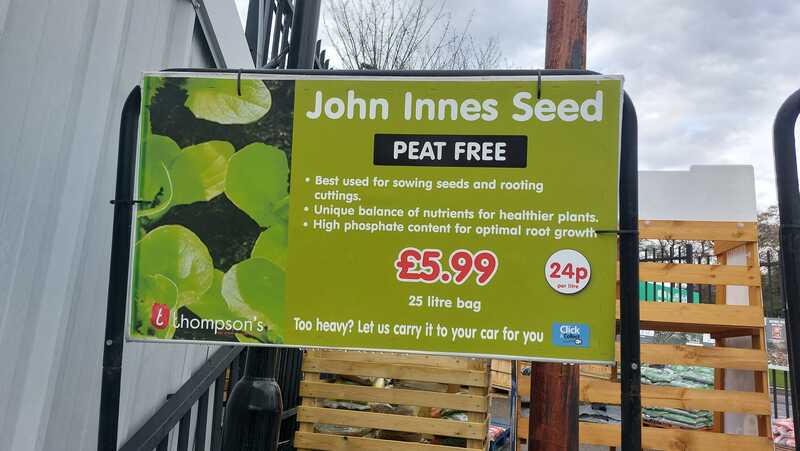 John Innes Seed
PEAT FREE
• Best used for sowing seeds and rooting
cuttings.
• Unique balance of nutrients for healthier plants.
• High phosphate content for optimal root growth
£5.99
24p
per litre
25 litre bag
t thompson's
Too heavy? Let us carry it to your car for you
Click
& Collect